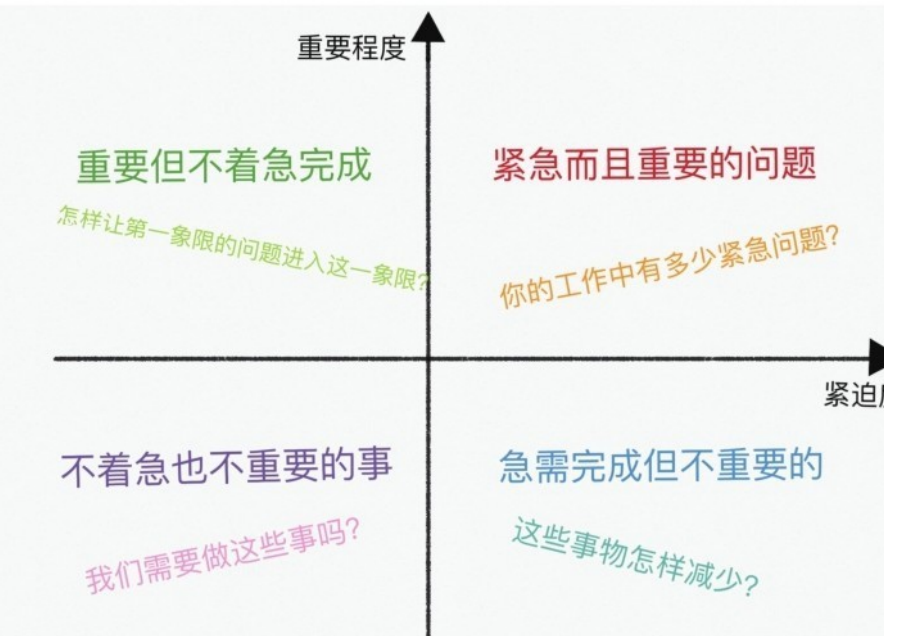 重要程度
重要但不着急完成
紧急而且重要的问题
怎样让第一象限的问题进入这一象限?
你的工作中有多少紧急问题?
紧迫
不着急也不重要的事
急需完成但不重要的
我们需要做这些事吗?
这些事物怎样减少?